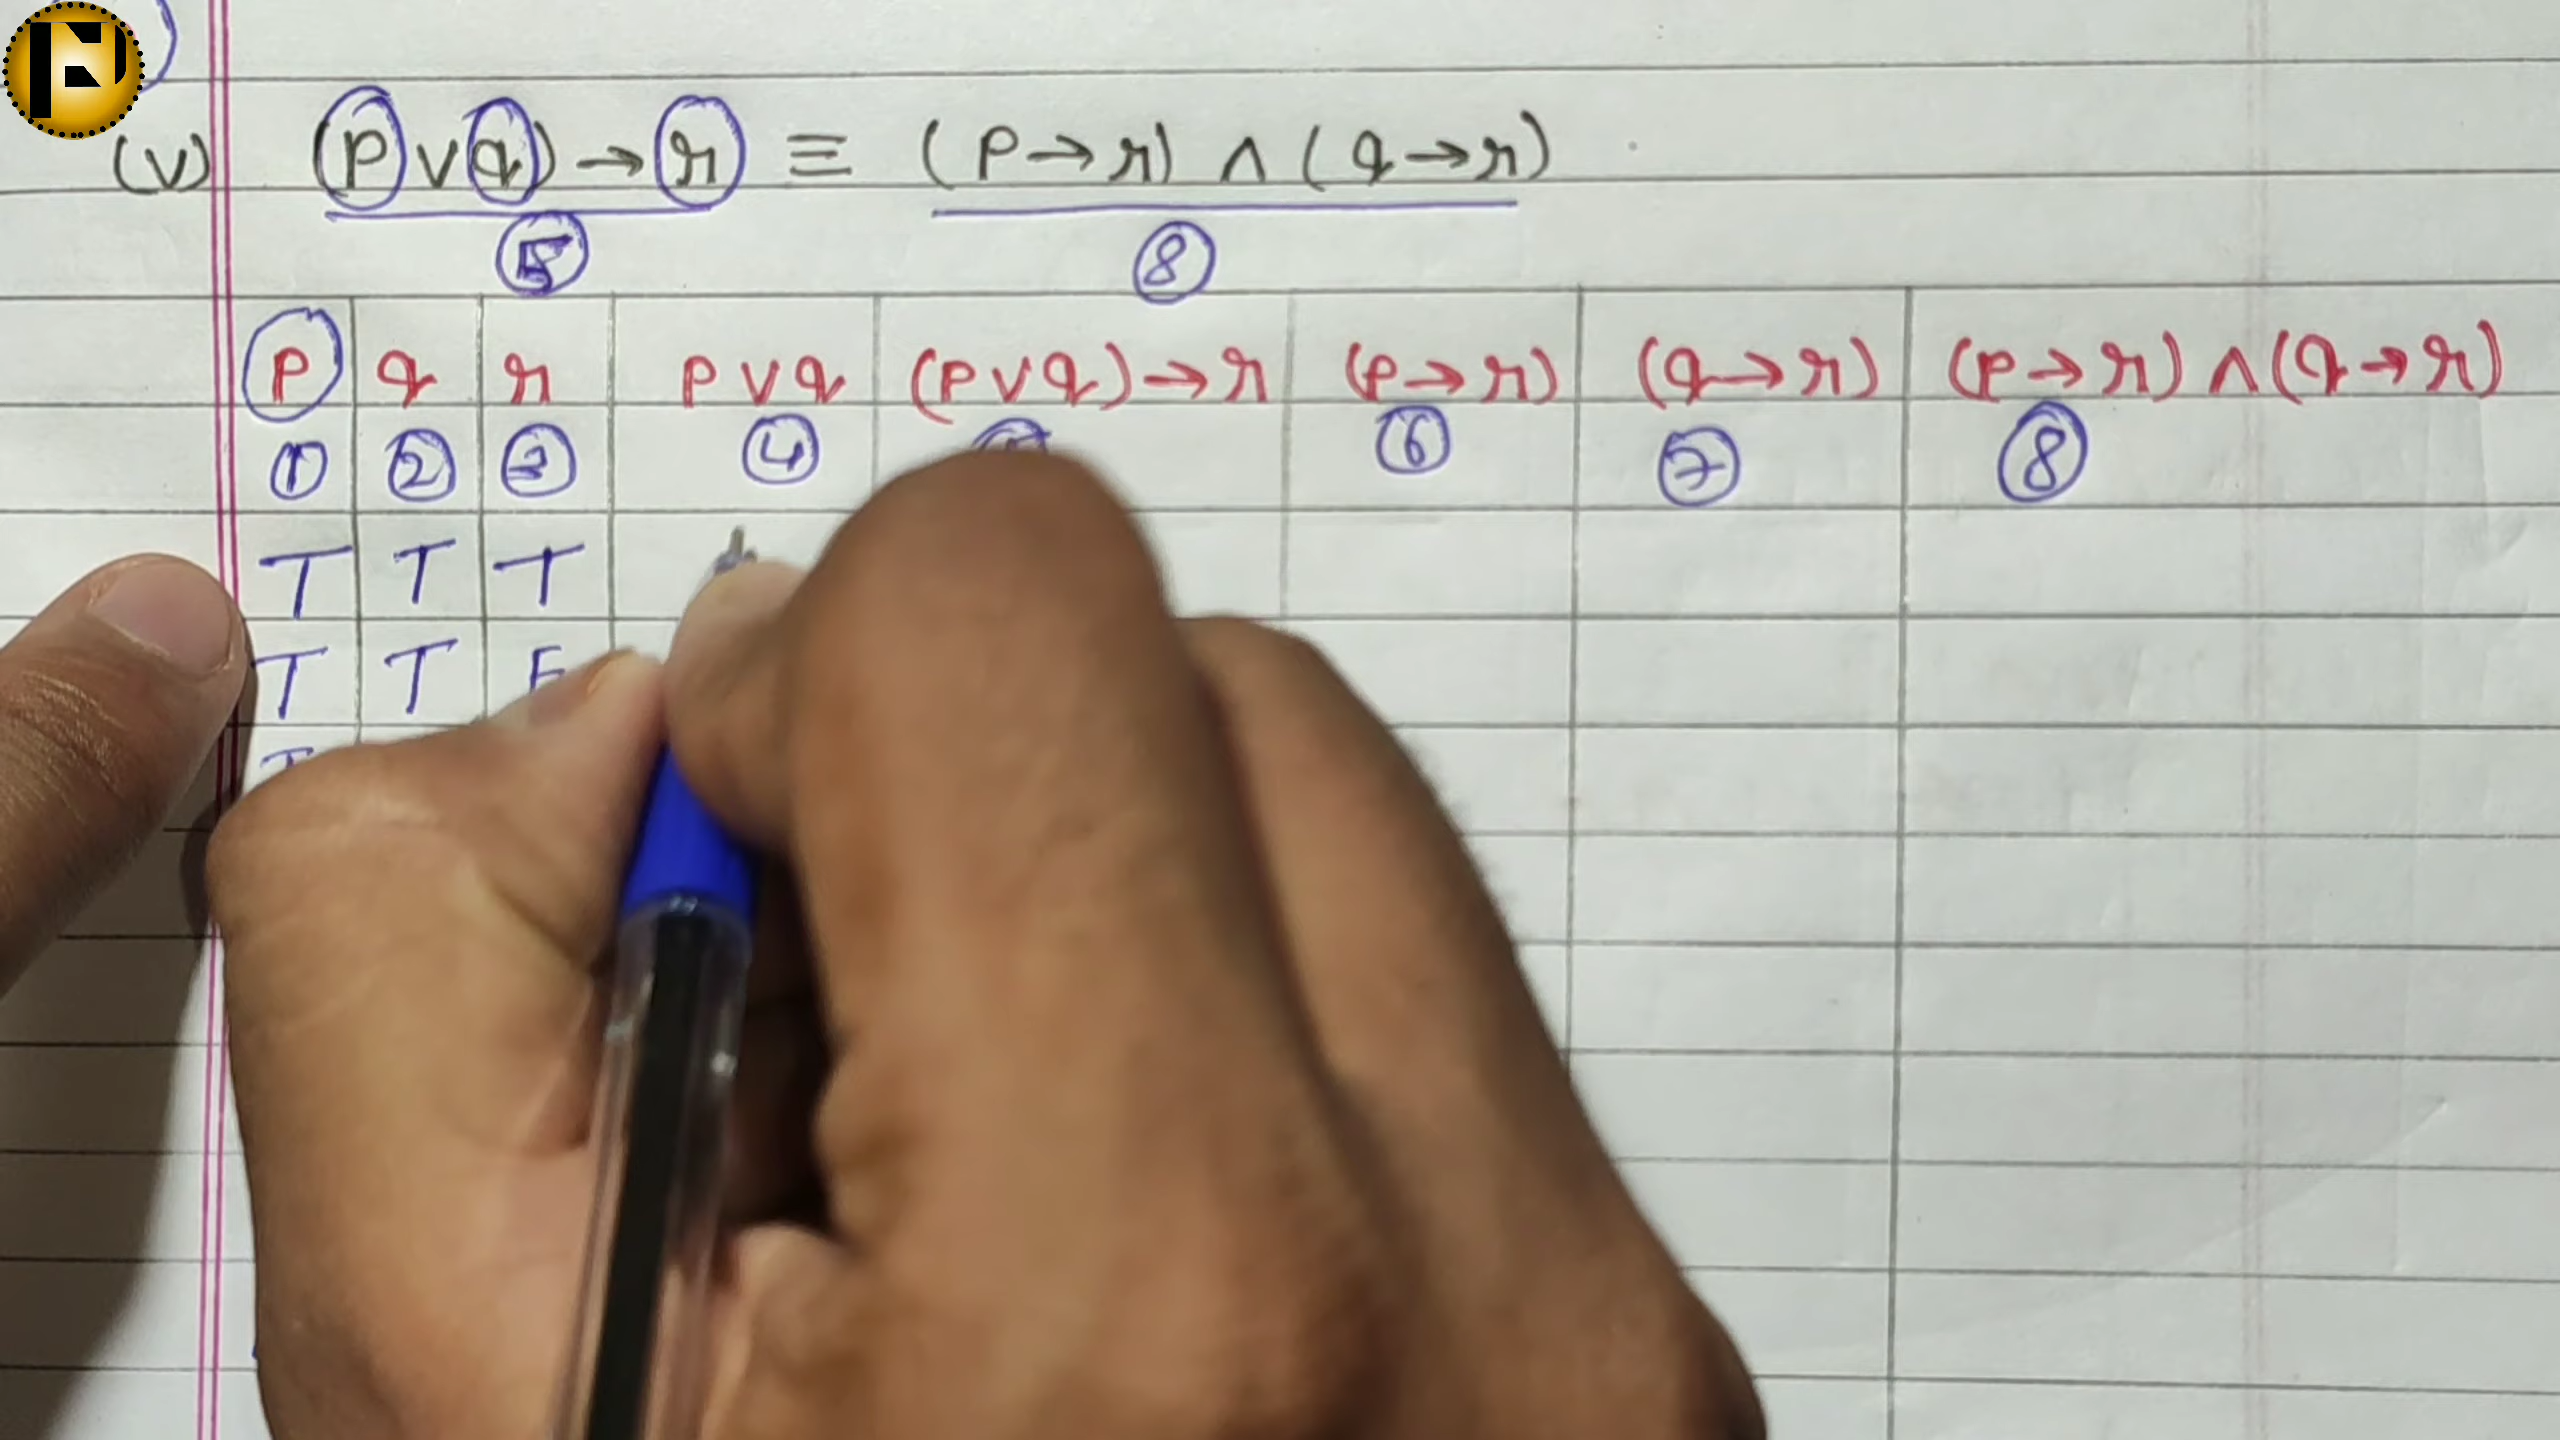 (v) (p ∨ q) → r ≡ (p → r) ∧ (q → r)
5 8
p q r p ∨ q (p ∨ q) → r (p → r) (q → r) (p → r) ∧ (q → r)
1 2 3 4 6 7 8
T T T
T T F